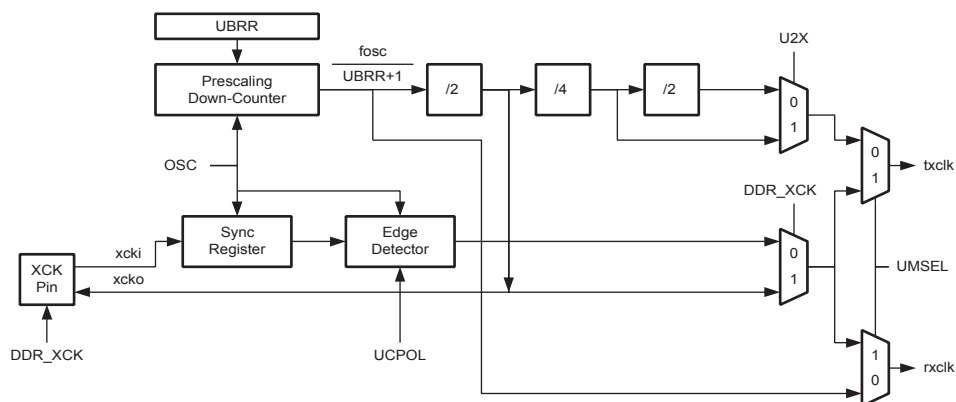 UBRR
fosc
UBRR+1
U2X
Prescaling
Down-Counter
/2
/4
/2
0
1
OSC
0
1
txclk
DDR_XCK
xcki
Sync
Register
Edge
Detector
0
1
XCK
Pin
xcko
UMSEL
DDR_XCK
UCPOL
1
0
rxclk